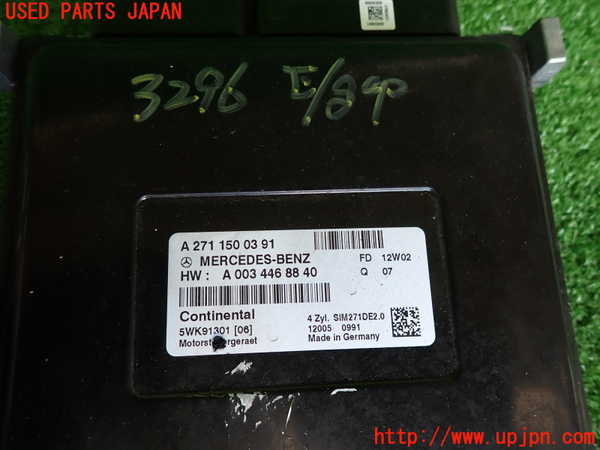 USED PARTS JAPAN
3296 E/gcp
A 271 150 03 91
MERCEDES-BENZ
FD 12W02
HW : A 003 446 88 40
Q 07
Continental
4 Zyl. SIM271DE2.0
5WK91301 [06]
12005 0991
Made in Germany
http://www.upjpn.com/